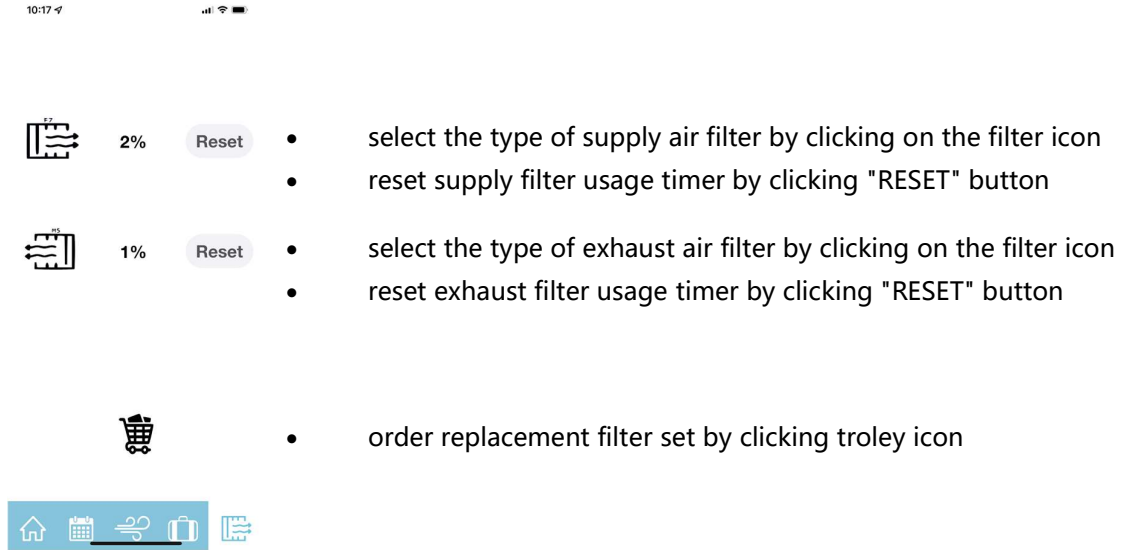 10:17
F7
2%
Reset
• select the type of supply air filter by clicking on the filter icon
• reset supply filter usage timer by clicking "RESET" button
M5
1%
Reset
• select the type of exhaust air filter by clicking on the filter icon
• reset exhaust filter usage timer by clicking "RESET" button
• order replacement filter set by clicking troley icon